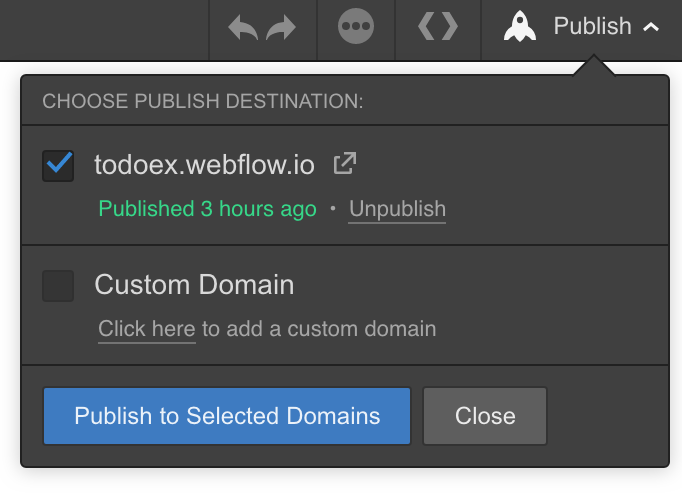 Publish
CHOOSE PUBLISH DESTINATION:
todoex.webflow.io
Published 3 hours ago • Unpublish
Custom Domain
Click here to add a custom domain
Publish to Selected Domains Close